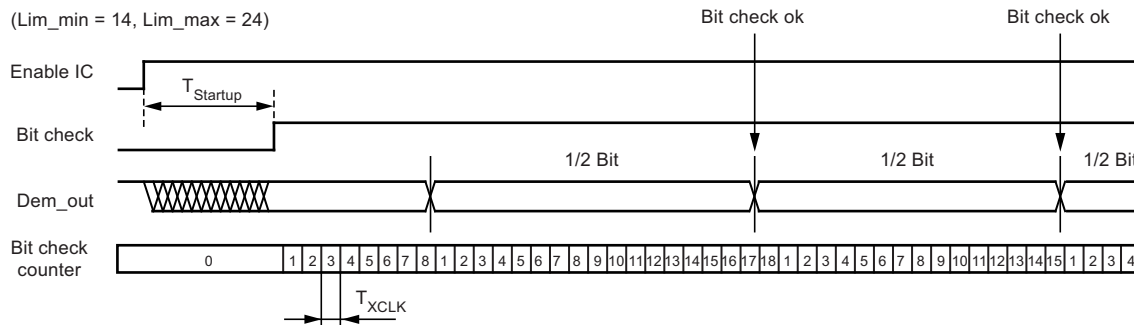 (Lim_min = 14, Lim_max = 24)
Bit check ok
Bit check ok
Enable IC
TStartup
Bit check
1/2 Bit
1/2 Bit
1/2 Bit
Dem_out
Bit check
counter
0 1 2 3 4 5 6 7 8 1 2 3 4 5 6 7 8 9 10 11 12 13 14 15 16 17 18 1 2 3 4 5 6 7 8 9 10 11 12 13 14 15 1 2 3 4
TXCLK